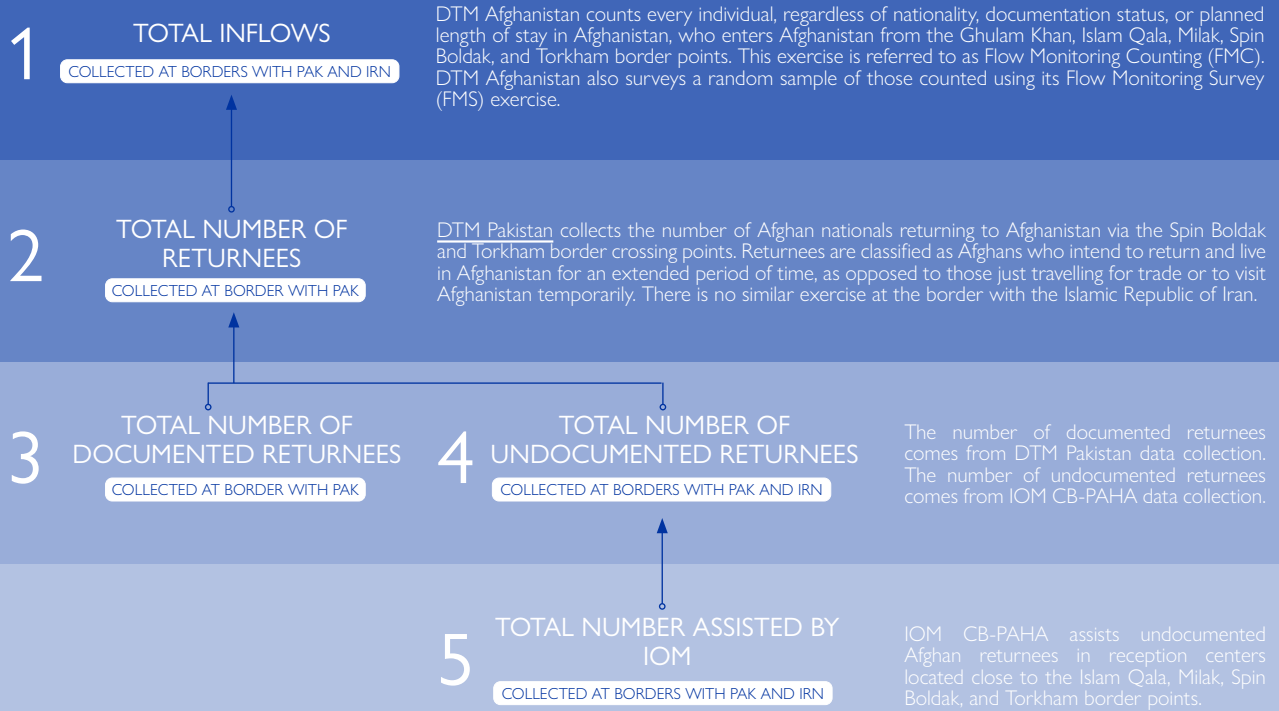 1
TOTAL INFLOWS
COLLECTED AT BORDERS WITH PAK AND IRN
DTM Afghanistan counts every individual, regardless of nationality, documentation status, or planned
length of stay in Afghanistan, who enters Afghanistan from the Ghulam Khan, Islam Qala, Milak, Spin
Boldak, and Torkham border points. This exercise is referred to as Flow Monitoring Counting (FMC).
DTM Afghanistan also surveys a random sample of those counted using its Flow Monitoring Survey
(FMS) exercise.
2
TOTAL NUMBER OF
RETURNEES
COLLECTED AT BORDER WITH PAK
DTM Pakistan collects the number of Afghan nationals returning to Afghanistan via the Spin Boldak
and Torkham border crossing points. Returnees are classified as Afghans who intend to return and live
in Afghanistan for an extended period of time, as opposed to those just travelling for trade or to visit
Afghanistan temporarily. There is no similar exercise at the border with the Islamic Republic of Iran.
3
TOTAL NUMBER OF
DOCUMENTED RETURNEES
COLLECTED AT BORDER WITH PAK
4
TOTAL NUMBER OF
UNDOCUMENTED RETURNEES
COLLECTED AT BORDERS WITH PAK AND IRN
The number of documented returnees
comes from DTM Pakistan data collection.
The number of undocumented returnees
comes from IOM CB-PAHA data collection.
5
TOTAL NUMBER ASSISTED BY
IOM
COLLECTED AT BORDERS WITH PAK AND IRN
IOM CB-PAHA assists undocumented
Afghan returnees in reception centers
located close to the Islam Qala, Milak, Spin
Boldak, and Torkham border points.